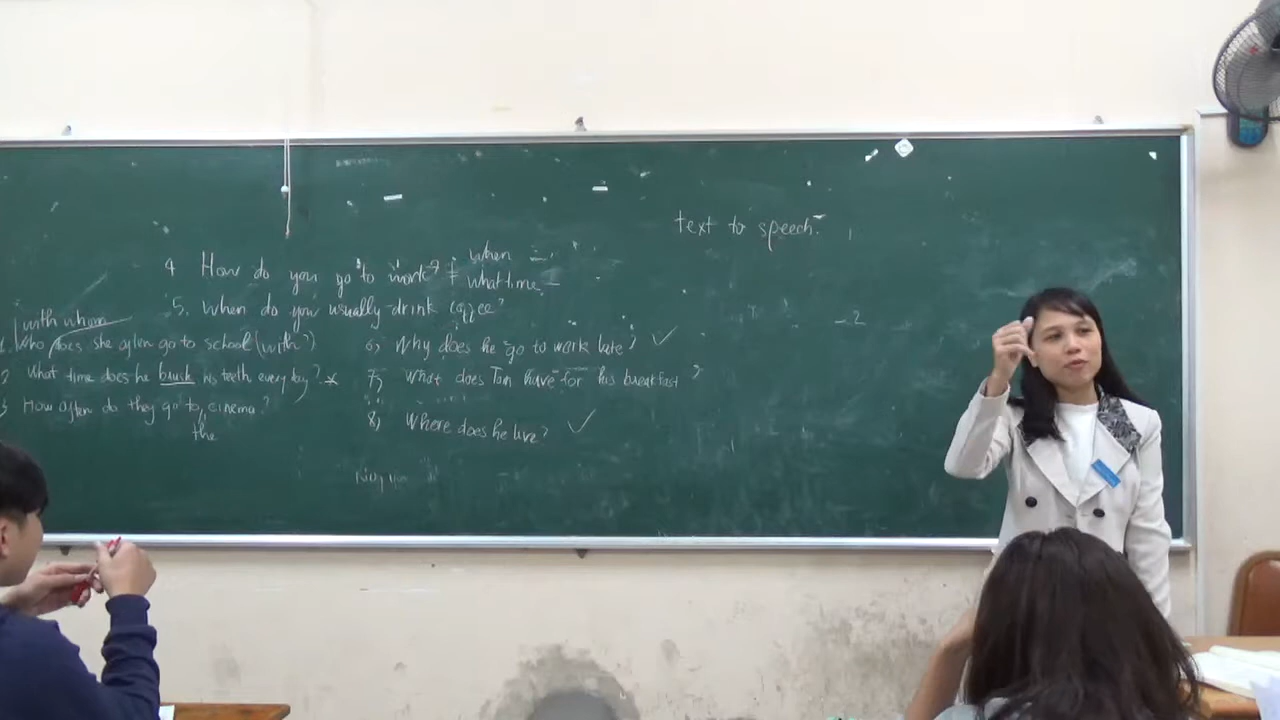 text to speech.
4 How do you go to work? ≠ when
what time
5. When do you usually drink coffee?
with whom
Who does she often go to school (with?)
What time does he brush his teeth every day?
How often do they go to cinema?
the
6, Why does he go to work late? ✓
7, What does Tom have for his breakfast?
8, Where does he live? ✓